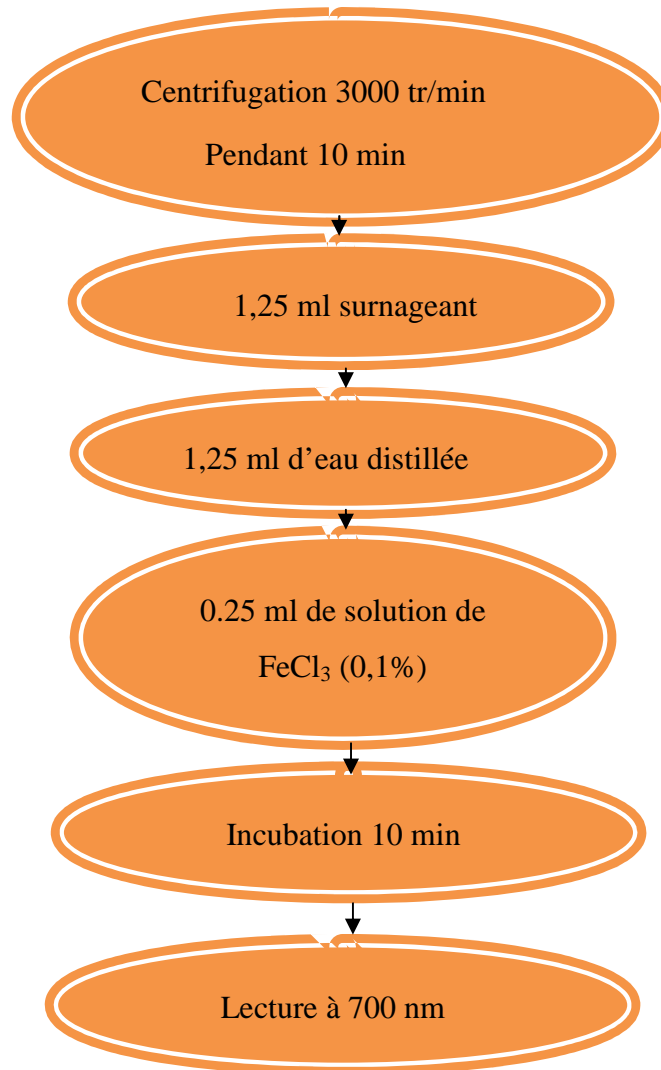 Centrifugation 3000 tr/min
Pendant 10 min
1,25 ml surnageant
1,25 ml d’eau distillée
0.25 ml de solution de
FeCl₃ (0,1%)
Incubation 10 min
Lecture à 700 nm